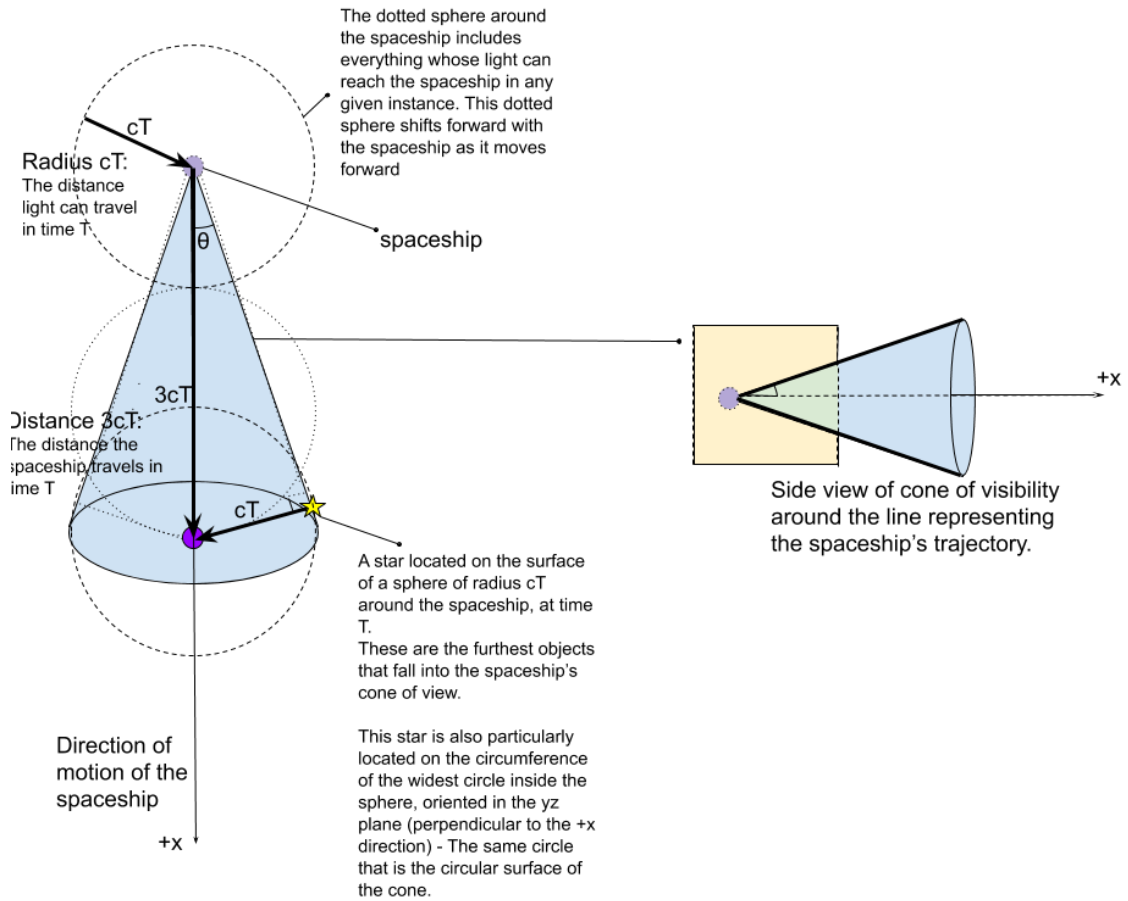 The dotted sphere around
the spaceship includes
everything whose light can
reach the spaceship in any
given instance. This dotted
sphere shifts forward with
the spaceship as it moves
forward
cT
Radius cT:
The distance
light can travel
in time T
θ
spaceship
+x
3cT
Distance 3cT:
The distance the
spaceship travels in
ime T
cT
Side view of cone of visibility
around the line representing
the spaceship's trajectory.
A star located on the surface
of a sphere of radius cT
around the spaceship, at time
T.
These are the furthest objects
that fall into the spaceship's
cone of view.
This star is also particularly
located on the circumference
of the widest circle inside the
sphere, oriented in the yz
plane (perpendicular to the +x
direction) - The same circle
that is the circular surface of
the cone.
Direction of
motion of the
spaceship
+x